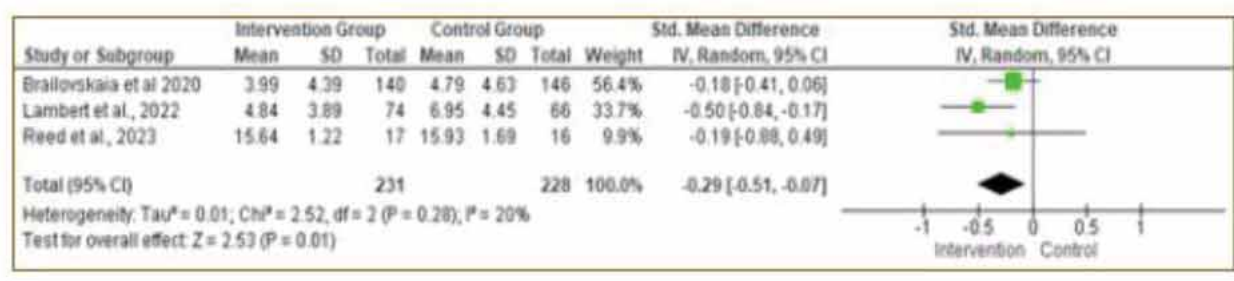 Intervention Group Control Group Std. Mean Difference Std. Mean Difference
Study or Subgroup Mean SD Total Mean SD Total Weight IV, Random, 95% CI IV, Random, 95% CI
Brailovskaia et al 2020 3.99 4.39 140 4.79 4.63 146 56.4% -0.18 [-0.41, 0.06]
Lambert et al., 2022 4.84 3.89 74 6.95 4.45 66 33.7% -0.50 [-0.84, -0.17]
Reed et al., 2023 15.64 1.22 17 15.93 1.69 16 9.9% -0.19 [-0.88, 0.49]
Total (95% CI) 231 228 100.0% -0.29 [-0.51, -0.07]
Heterogeneity: Tau² = 0.01; Chi² = 2.52, df = 2 (P = 0.28); I² = 20%
Test for overall effect: Z = 2.53 (P = 0.01)
-1 -0.5 0 0.5 1
Intervention Control